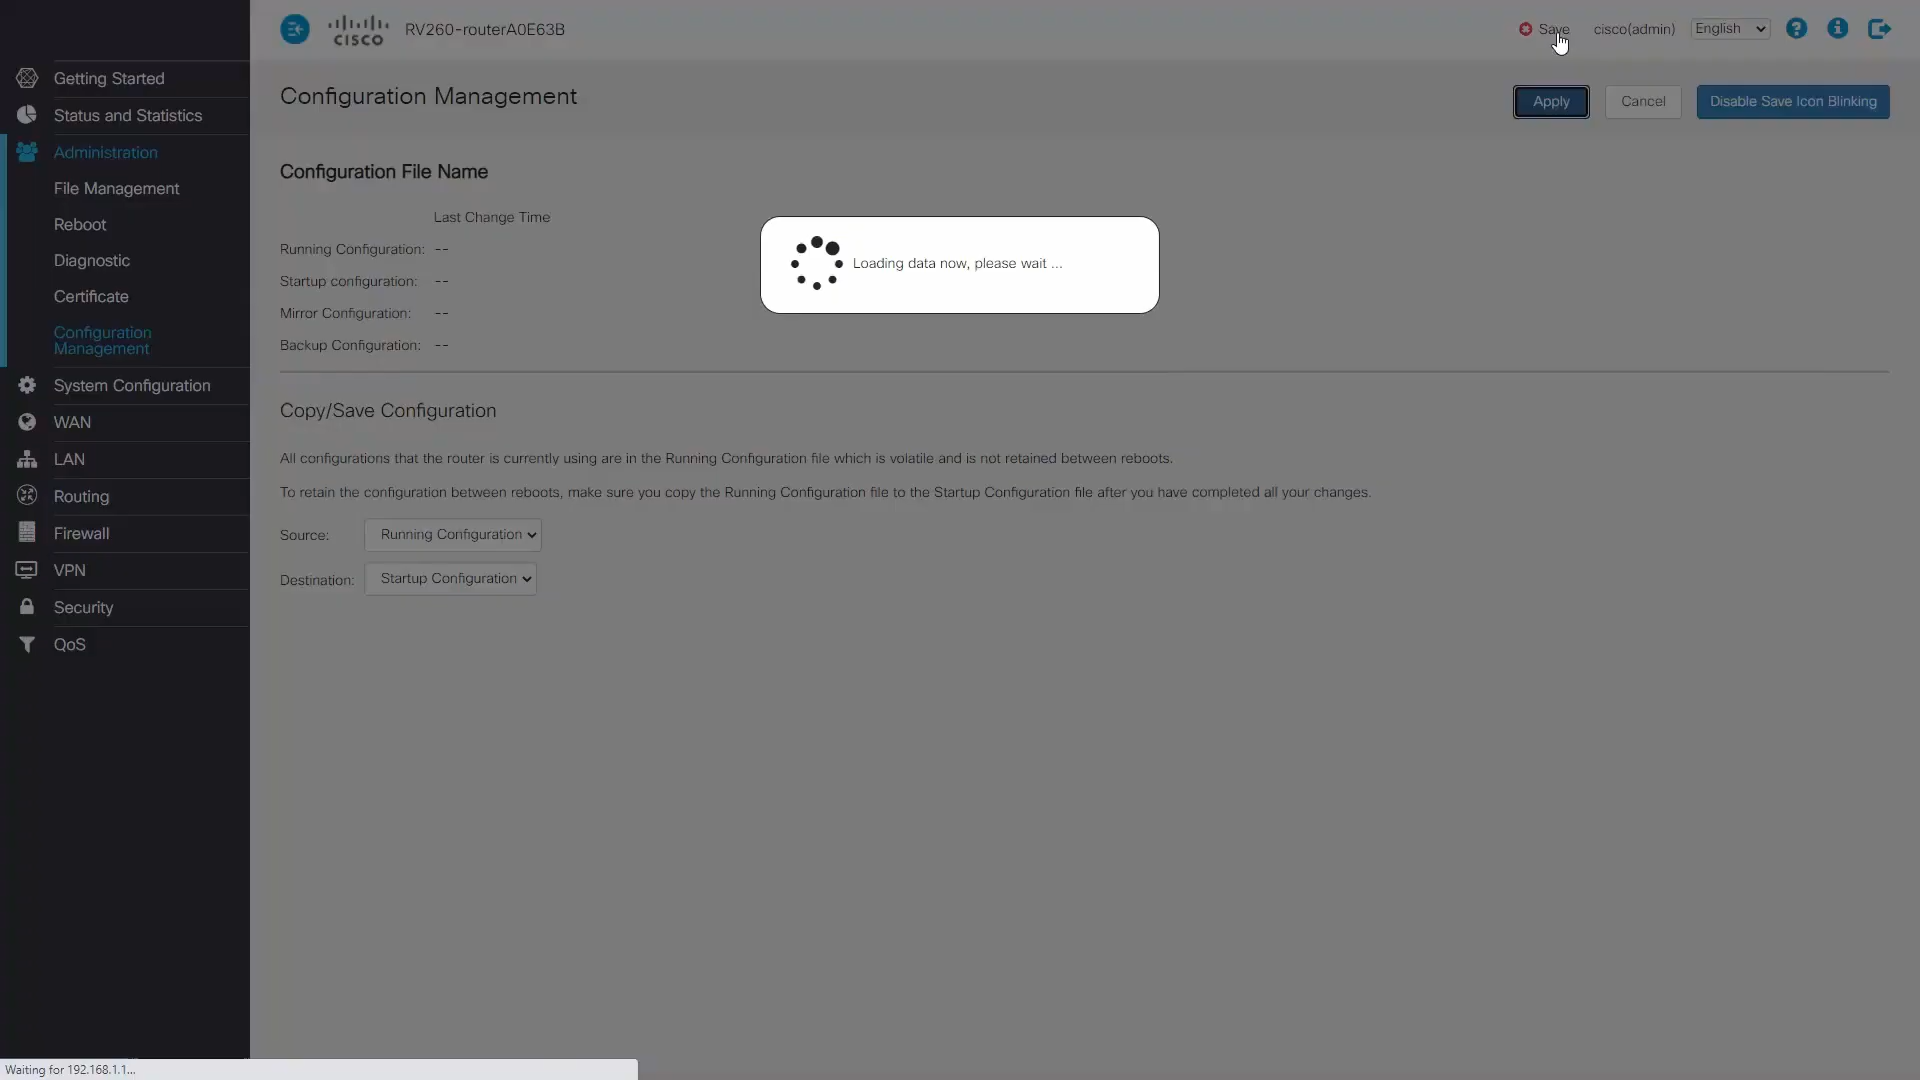 CISCO
RV260-routerA0E63B
Save
cisco(admin)
English
Getting Started
Status and Statistics
Administration
File Management
Reboot
Diagnostic
Certificate
Configuration
Management
System Configuration
WAN
LAN
Routing
Firewall
VPN
Security
QoS
Configuration Management
Apply
Cancel
Disable Save Icon Blinking
Configuration File Name
Last Change Time
Running Configuration: --
Startup configuration: --
Mirror Configuration: --
Backup Configuration: --
Loading data now, please wait ...
Copy/Save Configuration
All configurations that the router is currently using are in the Running Configuration file which is volatile and is not retained between reboots.
To retain the configuration between reboots, make sure you copy the Running Configuration file to the Startup Configuration file after you have completed all your changes.
Source: Running Configuration
Destination: Startup Configuration
Waiting for 192.168.1.1...